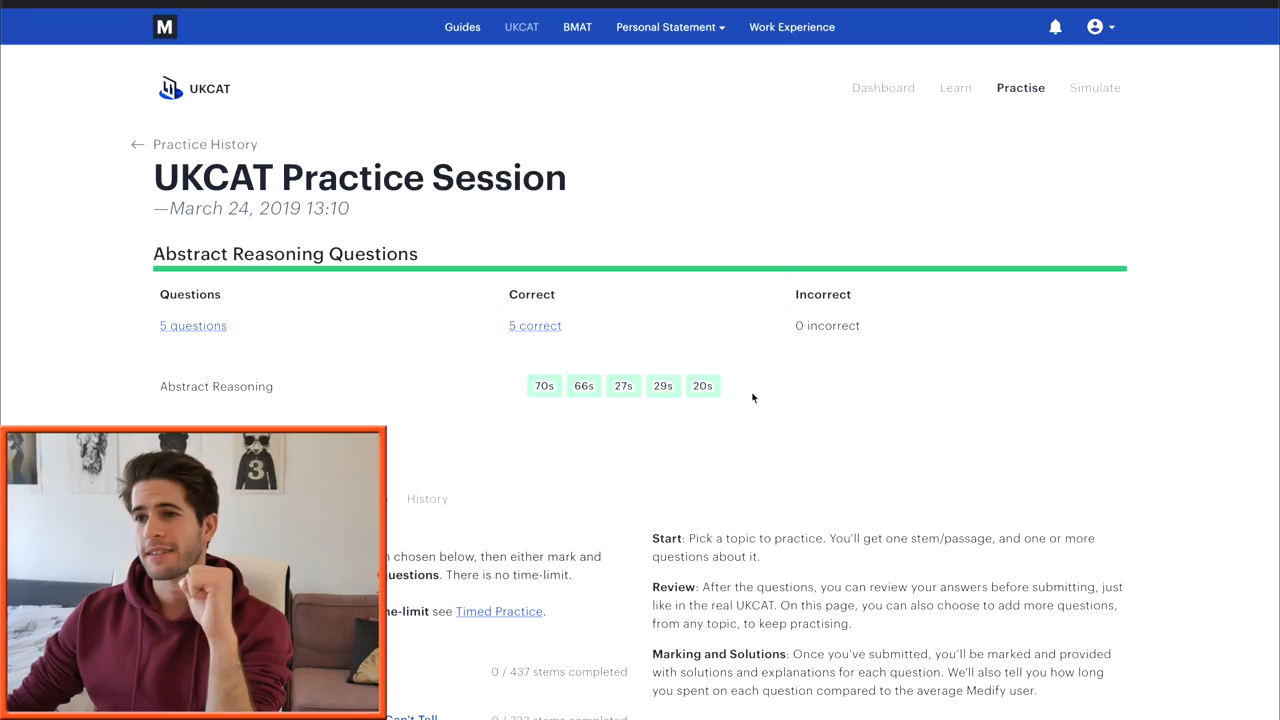 M
Guides UKCAT BMAT Personal Statement Work Experience
UKCAT
Dashboard Learn Practise Simulate
← Practice History
UKCAT Practice Session
—March 24, 2019 13:10
Abstract Reasoning Questions
Questions Correct Incorrect
5 questions 5 correct 0 incorrect
Abstract Reasoning 70s 66s 27s 29s 20s
History
chosen below, then either mark and
uestions. There is no time-limit.
ne-limit see Timed Practice.
0 / 437 stems completed
Can't Tell
Start: Pick a topic to practice. You'll get one stem/passage, and one or more
questions about it.
Review: After the questions, you can review your answers before submitting, just
like in the real UKCAT. On this page, you can also choose to add more questions,
from any topic, to keep practising.
Marking and Solutions: Once you've submitted, you'll be marked and provided
with solutions and explanations for each question. We'll also tell you how long
you spent on each question compared to the average Medify user.
3